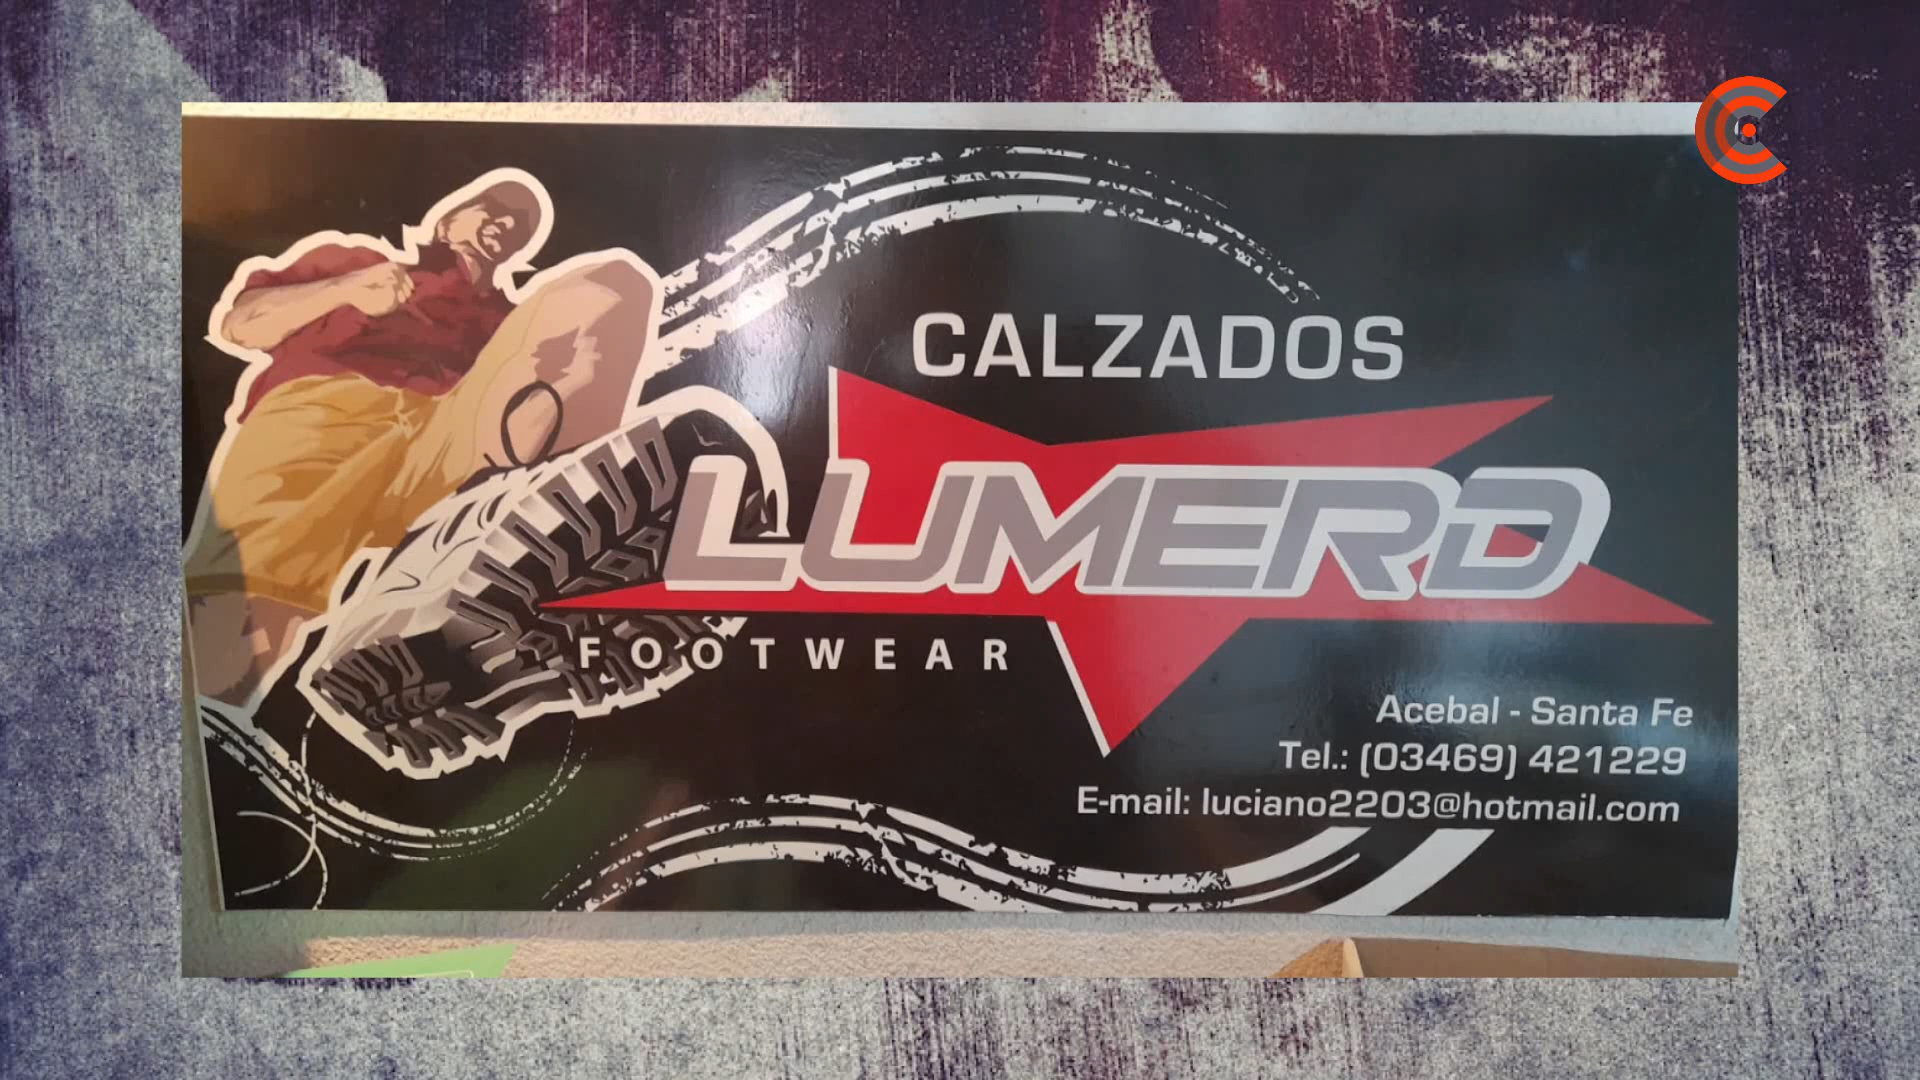 CALZADOS
LUMERD
FOOTWEAR
Acebal - Santa Fe
Tel.: (03469) 421229
E-mail: luciano2203@hotmail.com